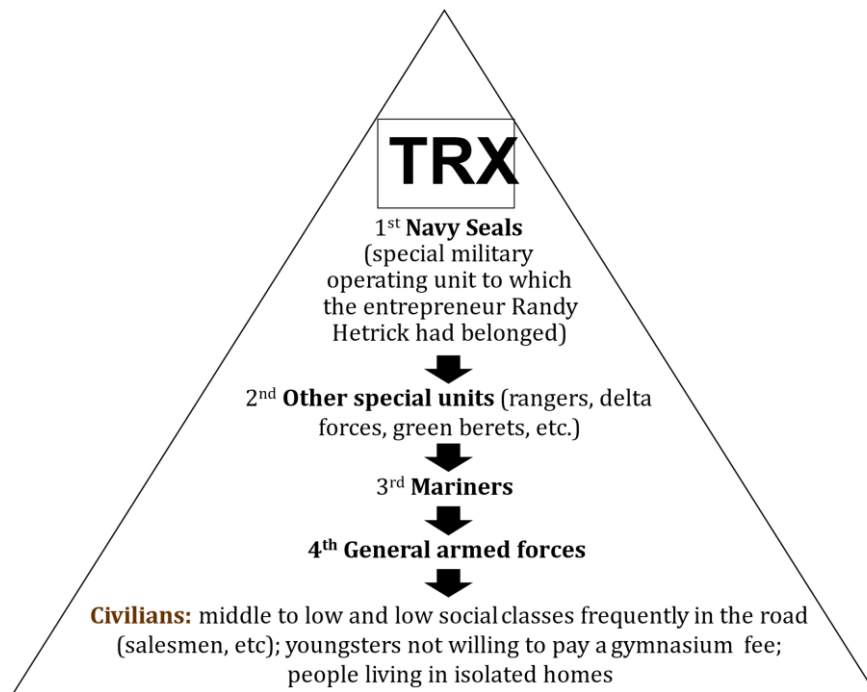 TRX
1st Navy Seals
(special military
operating unit to which
the entrepreneur Randy
Hetrick had belonged)
2nd Other special units (rangers, delta
forces, green berets, etc.)
3rd Mariners
4th General armed forces
Civilians: middle to low and low social classes frequently in the road
(salesmen, etc); youngsters not willing to pay a gymnasium fee;
people living in isolated homes